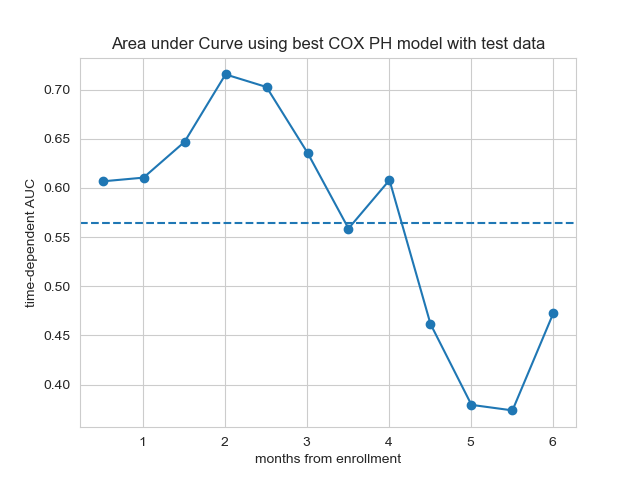 Area under Curve using best COX PH model with test data
time-dependent AUC
0.70
0.65
0.60
0.55
0.50
0.45
0.40
1 2 3 4 5 6
months from enrollment